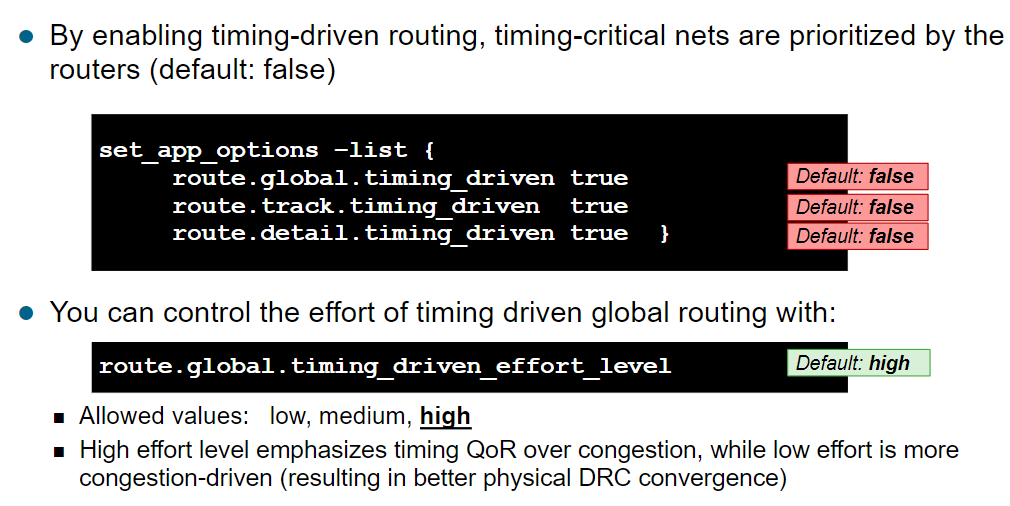 ● By enabling timing-driven routing, timing-critical nets are prioritized by the
routers (default: false)
set_app_options –list {
route.global.timing_driven true
Default: false
route.track.timing_driven  true
Default: false
route.detail.timing_driven true  }
Default: false
● You can control the effort of timing driven global routing with:
route.global.timing_driven_effort_level
Default: high
■ Allowed values:  low, medium, high
■ High effort level emphasizes timing QoR over congestion, while low effort is more
congestion-driven (resulting in better physical DRC convergence)